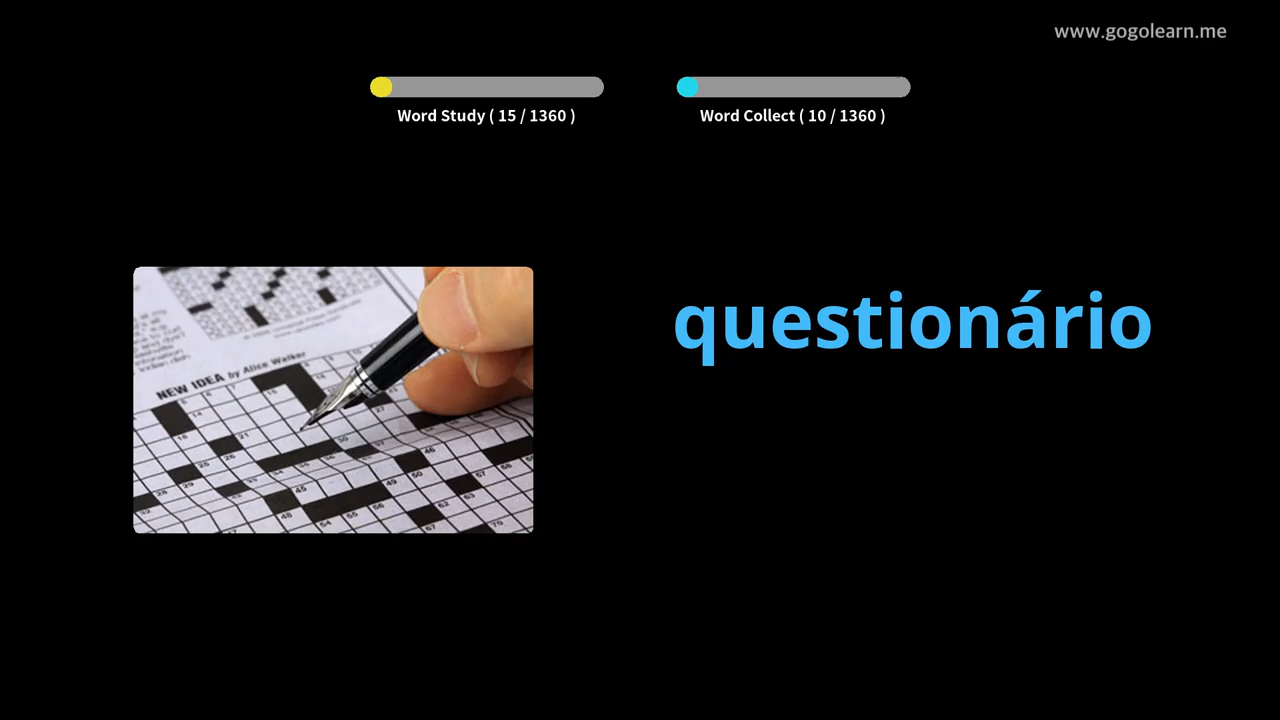 www.gogolearn.me
Word Study ( 15 / 1360 )
Word Collect ( 10 / 1360 )
questionário
NEW IDEA by Alice Walker